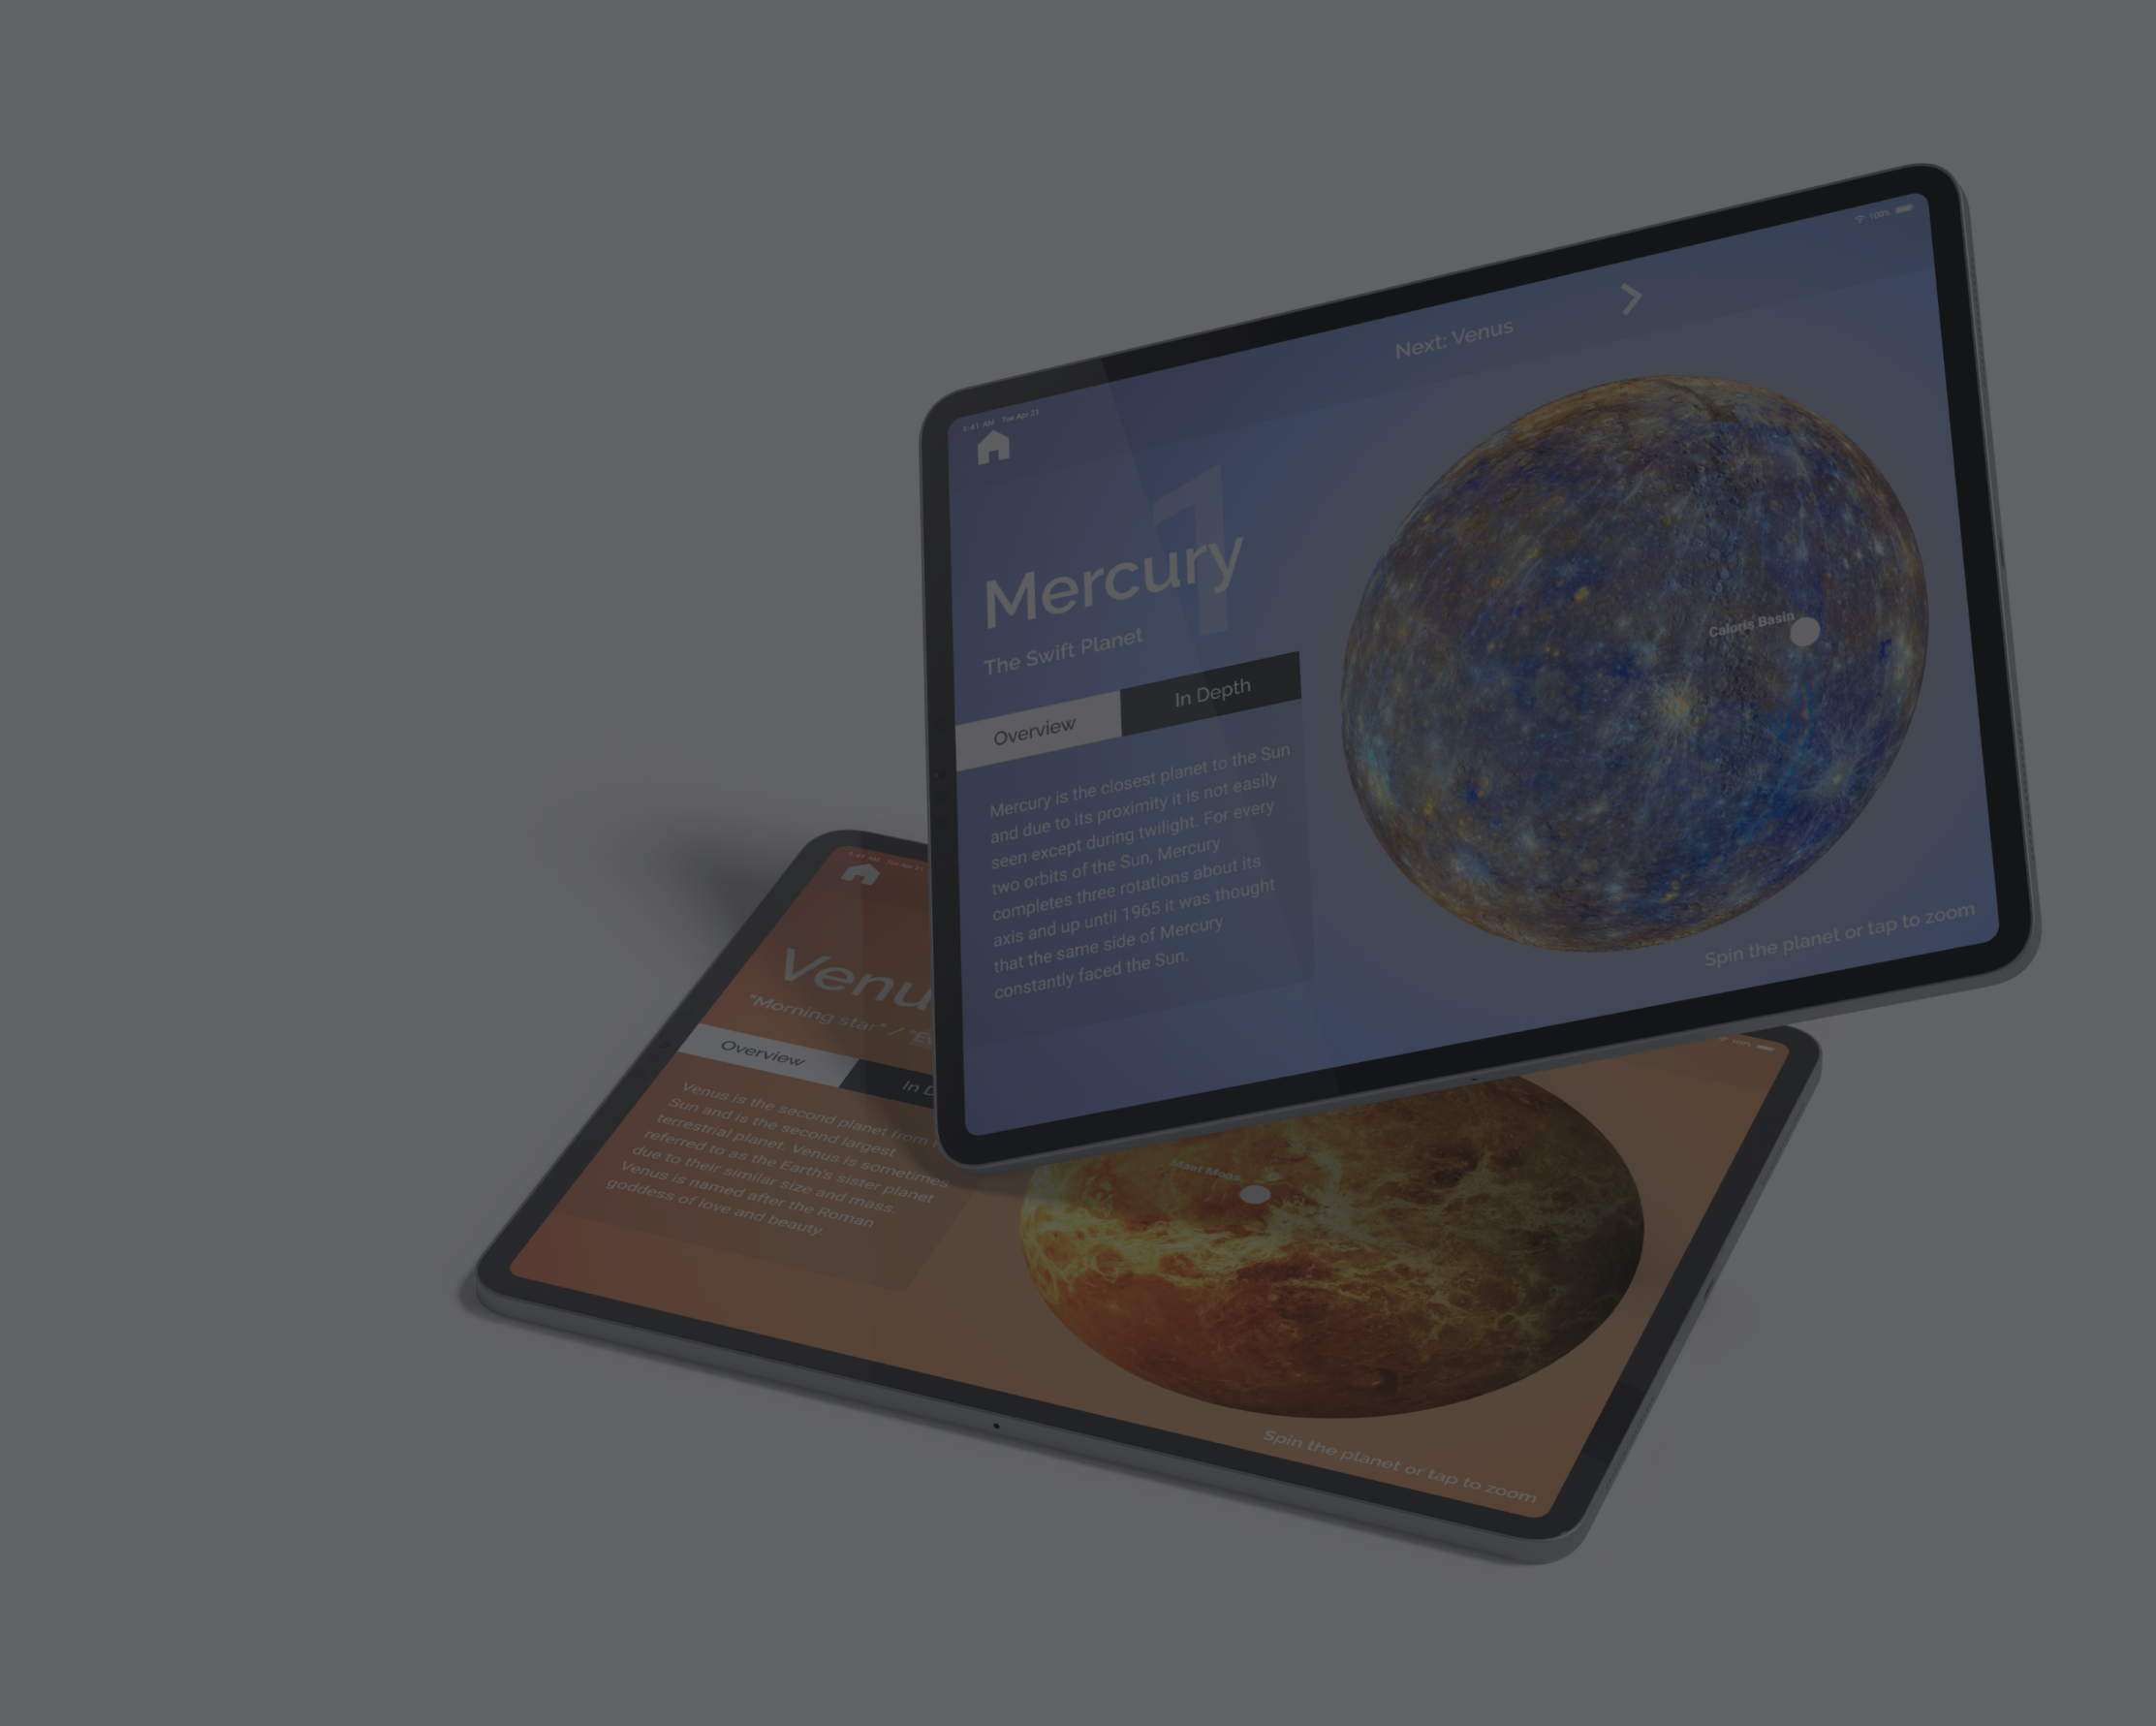 9:41 AM Tue Apr 21
100%
Next: Venus
1
Mercury
The Swift Planet
Overview
In Depth
Mercury is the closest planet to the Sun
and due to its proximity it is not easily
seen except during twilight. For every
two orbits of the Sun, Mercury
completes three rotations about its
axis and up until 1965 it was thought
that the same side of Mercury
constantly faced the Sun.
Caloris Basin
Spin the planet or tap to zoom
9:41 AM Tue Apr 21
100%
Venu
"Morning star" / "Ev
Overview
In D
Venus is the second planet from
Sun and is the second largest
terrestrial planet. Venus is sometimes
referred to as the Earth's sister planet
due to their similar size and mass.
Venus is named after the Roman
goddess of love and beauty.
Maat Mons
Spin the planet or tap to zoom